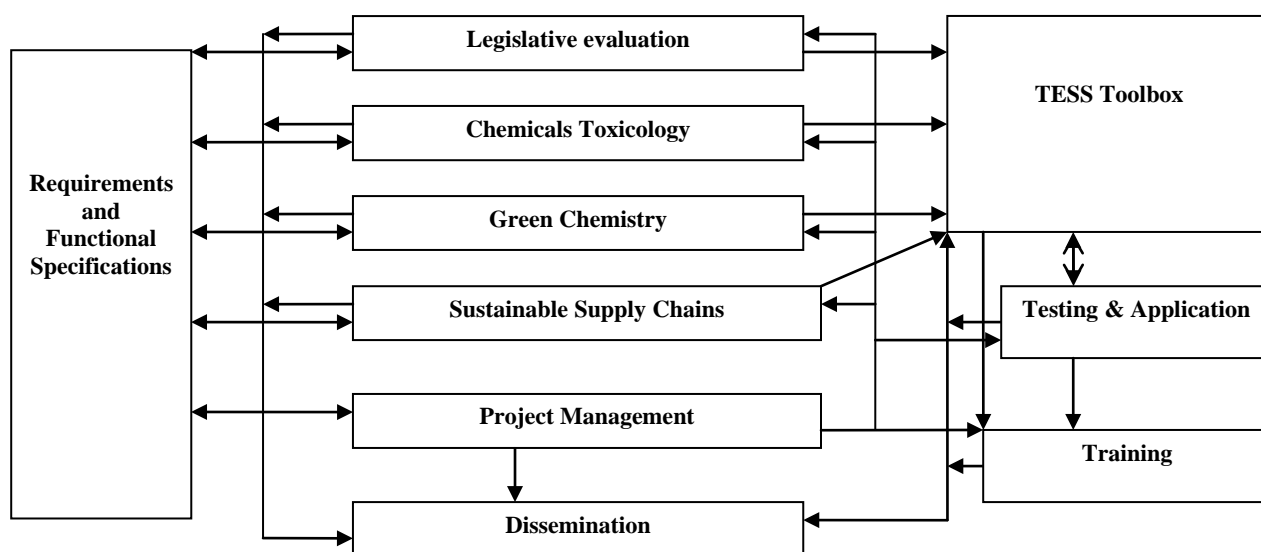 Legislative evaluation
TESS Toolbox
Chemicals Toxicology
Requirements
and
Functional
Specifications
Green Chemistry
Sustainable Supply Chains
Testing & Application
Project Management
Training
Dissemination